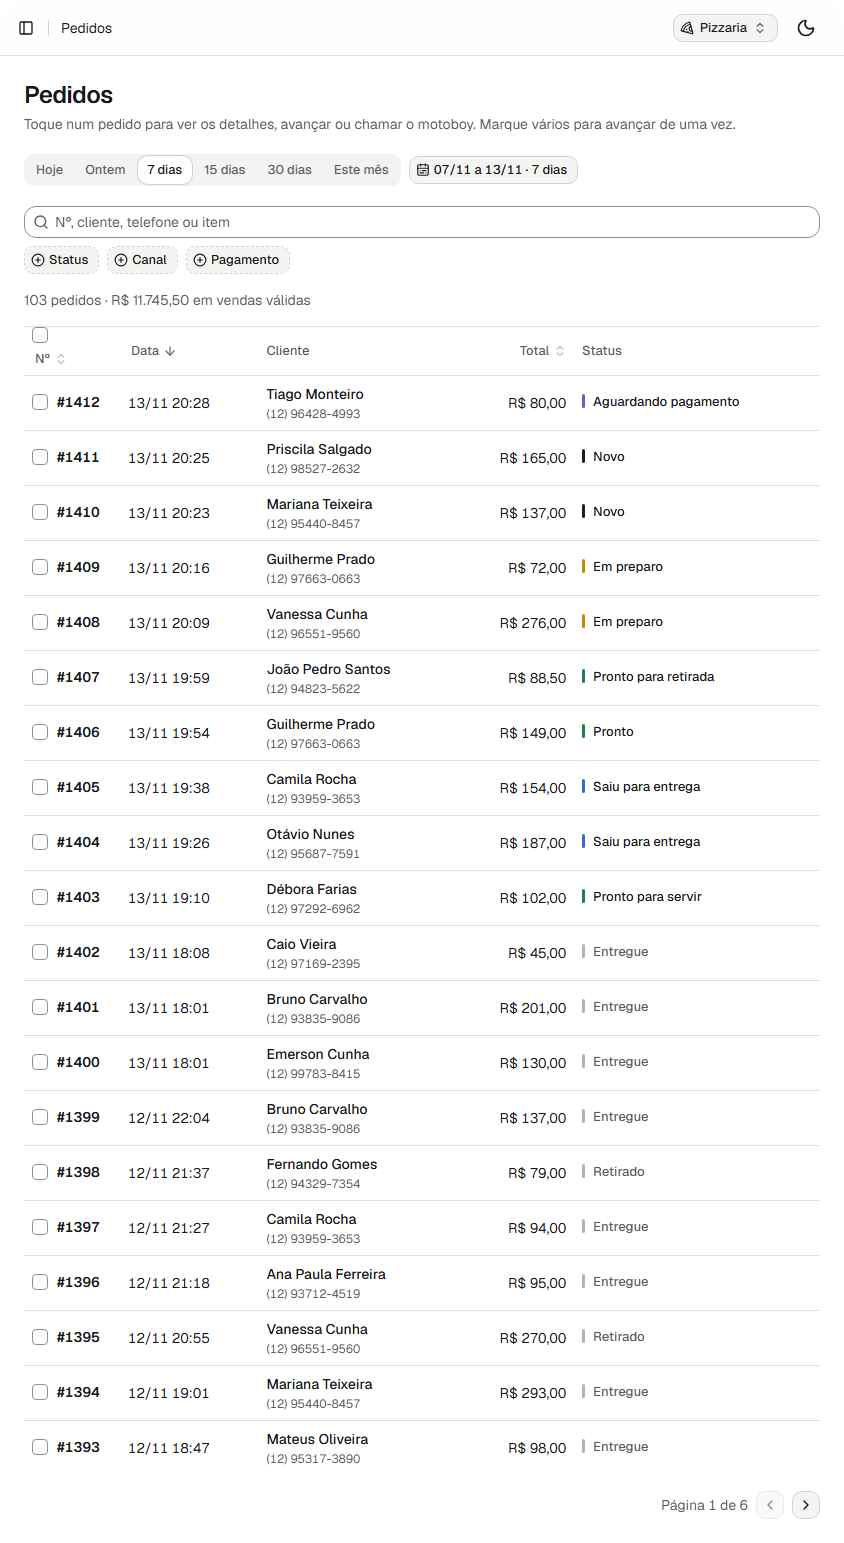 Pedidos
Pizzaria
Pedidos
Toque num pedido para ver os detalhes, avançar ou chamar o motoboy. Marque vários para avançar de uma vez.
Hoje Ontem 7 dias 15 dias 30 dias Este mês 07/11 a 13/11 · 7 dias
Nº, cliente, telefone ou item
Status Canal Pagamento
103 pedidos · R$ 11.745,50 em vendas válidas
Nº Data Cliente Total Status
#1412 13/11 20:28 Tiago Monteiro R$ 80,00 Aguardando pagamento
(12) 96428-4993
#1411 13/11 20:25 Priscila Salgado R$ 165,00 Novo
(12) 98527-2632
#1410 13/11 20:23 Mariana Teixeira R$ 137,00 Novo
(12) 95440-8457
#1409 13/11 20:16 Guilherme Prado R$ 72,00 Em preparo
(12) 97663-0663
#1408 13/11 20:09 Vanessa Cunha R$ 276,00 Em preparo
(12) 96551-9560
#1407 13/11 19:59 João Pedro Santos R$ 88,50 Pronto para retirada
(12) 94823-5622
#1406 13/11 19:54 Guilherme Prado R$ 149,00 Pronto
(12) 97663-0663
#1405 13/11 19:38 Camila Rocha R$ 154,00 Saiu para entrega
(12) 93959-3653
#1404 13/11 19:26 Otávio Nunes R$ 187,00 Saiu para entrega
(12) 95687-7591
#1403 13/11 19:10 Débora Farias R$ 102,00 Pronto para servir
(12) 97292-6962
#1402 13/11 18:08 Caio Vieira R$ 45,00 Entregue
(12) 97169-2395
#1401 13/11 18:01 Bruno Carvalho R$ 201,00 Entregue
(12) 93835-9086
#1400 13/11 18:01 Emerson Cunha R$ 130,00 Entregue
(12) 99783-8415
#1399 12/11 22:04 Bruno Carvalho R$ 137,00 Entregue
(12) 93835-9086
#1398 12/11 21:37 Fernando Gomes R$ 79,00 Retirado
(12) 94329-7354
#1397 12/11 21:27 Camila Rocha R$ 94,00 Entregue
(12) 93959-3653
#1396 12/11 21:18 Ana Paula Ferreira R$ 95,00 Entregue
(12) 93712-4519
#1395 12/11 20:55 Vanessa Cunha R$ 270,00 Retirado
(12) 96551-9560
#1394 12/11 19:01 Mariana Teixeira R$ 293,00 Entregue
(12) 95440-8457
#1393 12/11 18:47 Mateus Oliveira R$ 98,00 Entregue
(12) 95317-3890
Página 1 de 6